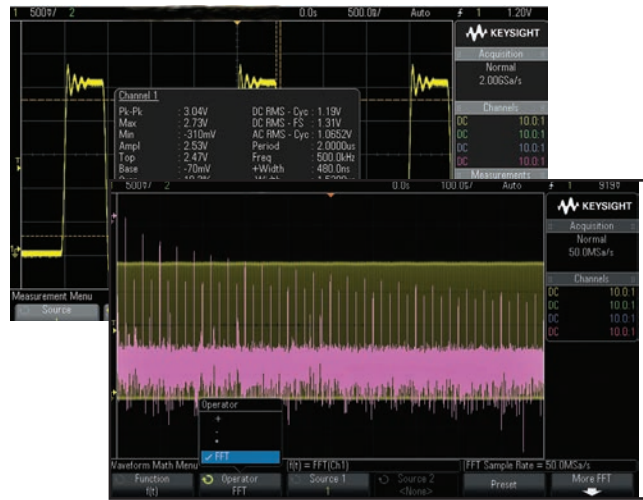 1 500▽/ 2 0.0s 500.0▽/ Auto 1 1.20V
KEYSIGHT
Acquisition
Normal
2.00GSa/s
Channels
DC 10.0:1
DC 10.0:1
DC 10.0:1
DC 10.0:1
Measurements
Channel 1
Pk-Pk : 3.04V DC RMS - Cyc : 1.19V
Max : 2.73V DC RMS - FS : 1.31V
Min : -310mV AC RMS - Cyc : 1.0652V
Ampl : 2.53V Period : 2.0000us
Top : 2.47V Freq : 500.0kHz
Base : -70mV +Width : 480.0ns
Measurement Menu
Source
1 500▽/ 2 0.0s 100.0▽/ Auto 1 919▽
KEYSIGHT
Acquisition
Normal
50.0MSa/s
Channels
DC 10.0:1
DC 10.0:1
DC 10.0:1
DC 10.0:1
Operator
+
-
*
FFT
Waveform Math Menu f(t) = FFT(Ch1) FFT Sample Rate = 50.0MSa/s
Function
f(t)
Operator
FFT
Source 1
1
Source 2
<None>
Preset
More FFT